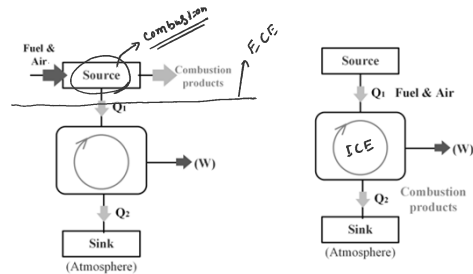 Combustion
Fuel &
Air
Source
Combustion
products
ECE
Q1
(W)
Q2
Sink
(Atmosphere)
Source
Q1 Fuel & Air
ICE
(W)
Q2
Combustion
products
Sink
(Atmosphere)